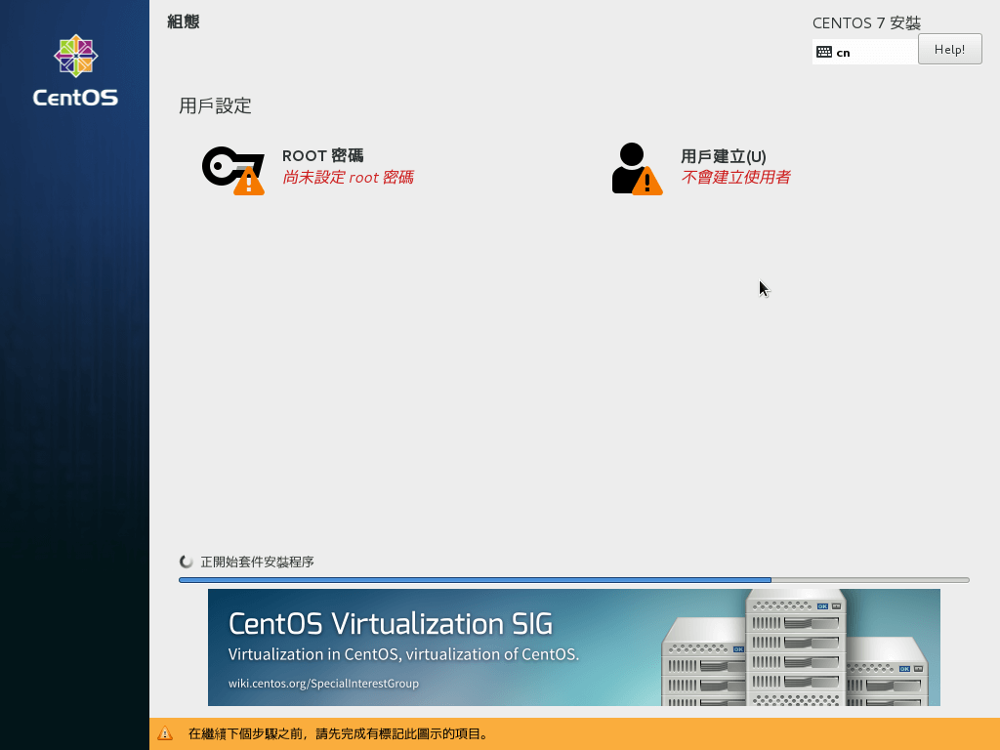 組態
CENTOS 7 安裝
cn
Help!
CentOS
用戶設定
ROOT 密碼
尚未設定 root 密碼
用戶建立(U)
不會建立使用者
正開始套件安裝程序
CentOS Virtualization SIG
Virtualization in CentOS, virtualization of CentOS.
wiki.centos.org/SpecialInterestGroup
OK
OK
OK
在繼續下個步驟之前，請先完成有標記此圖示的項目。